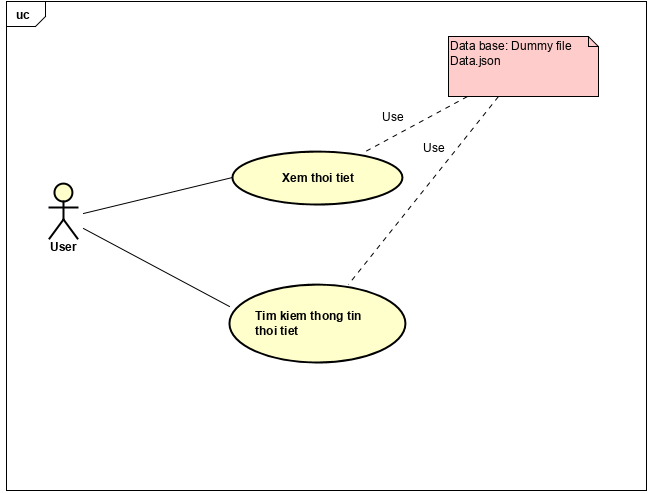 uc
Data base: Dummy file
Data.json
Use
Use
Xem thoi tiet
User
Tim kiem thong tin
thoi tiet